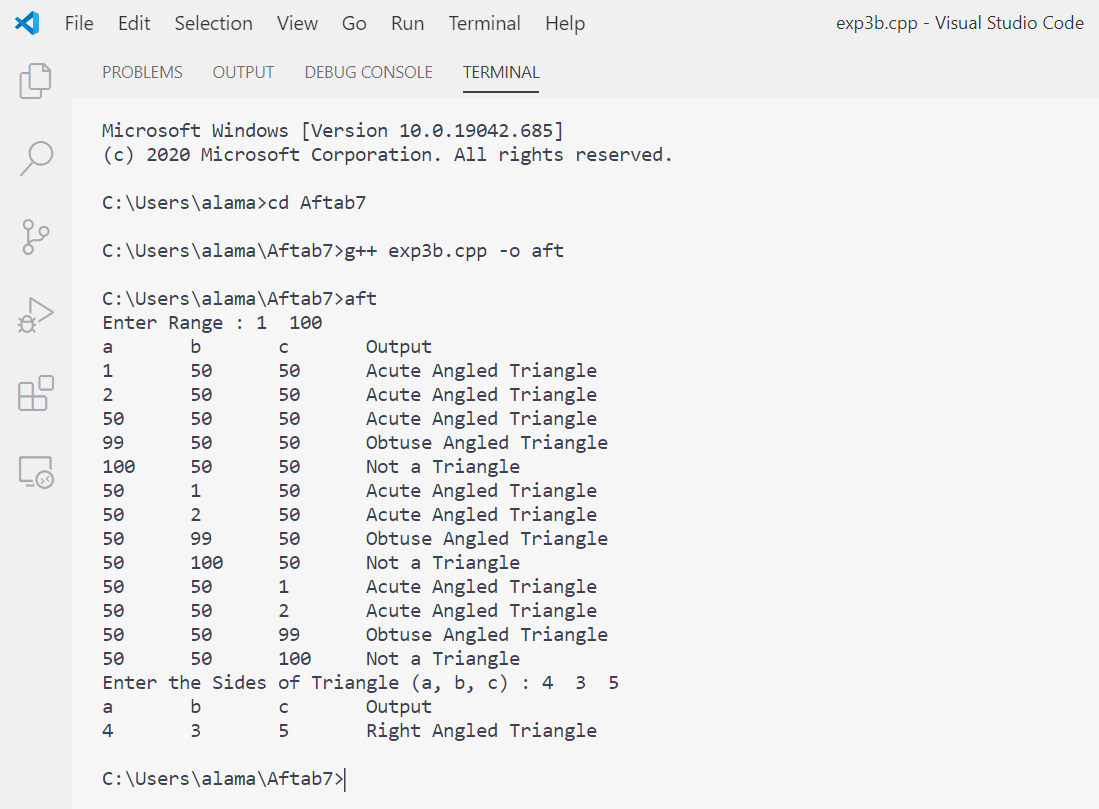 File Edit Selection View Go Run Terminal Help exp3b.cpp - Visual Studio Code
PROBLEMS OUTPUT DEBUG CONSOLE TERMINAL
Microsoft Windows [Version 10.0.19042.685]
(c) 2020 Microsoft Corporation. All rights reserved.
C:\Users\alama>cd Aftab7
C:\Users\alama\Aftab7>g++ exp3b.cpp -o aft
C:\Users\alama\Aftab7>aft
Enter Range : 1  100
a b c Output
1 50 50 Acute Angled Triangle
2 50 50 Acute Angled Triangle
50 50 50 Acute Angled Triangle
99 50 50 Obtuse Angled Triangle
100 50 50 Not a Triangle
50 1 50 Acute Angled Triangle
50 2 50 Acute Angled Triangle
50 99 50 Obtuse Angled Triangle
50 100 50 Not a Triangle
50 50 1 Acute Angled Triangle
50 50 2 Acute Angled Triangle
50 50 99 Obtuse Angled Triangle
50 50 100 Not a Triangle
Enter the Sides of Triangle (a, b, c) : 4  3  5
a b c Output
4 3 5 Right Angled Triangle
C:\Users\alama\Aftab7>